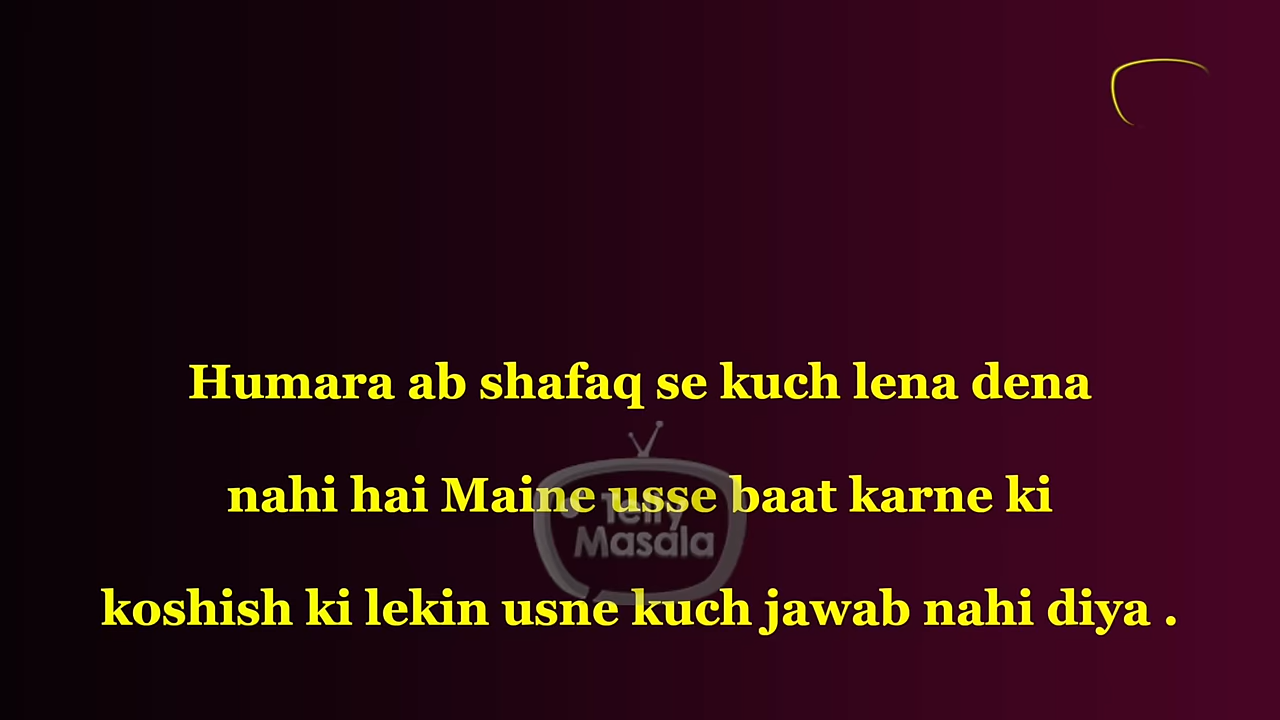 Humara ab shafaq se kuch lena dena
nahi hai Maine usse baat karne ki
Telly
Masala
koshish ki lekin usne kuch jawab nahi diya .